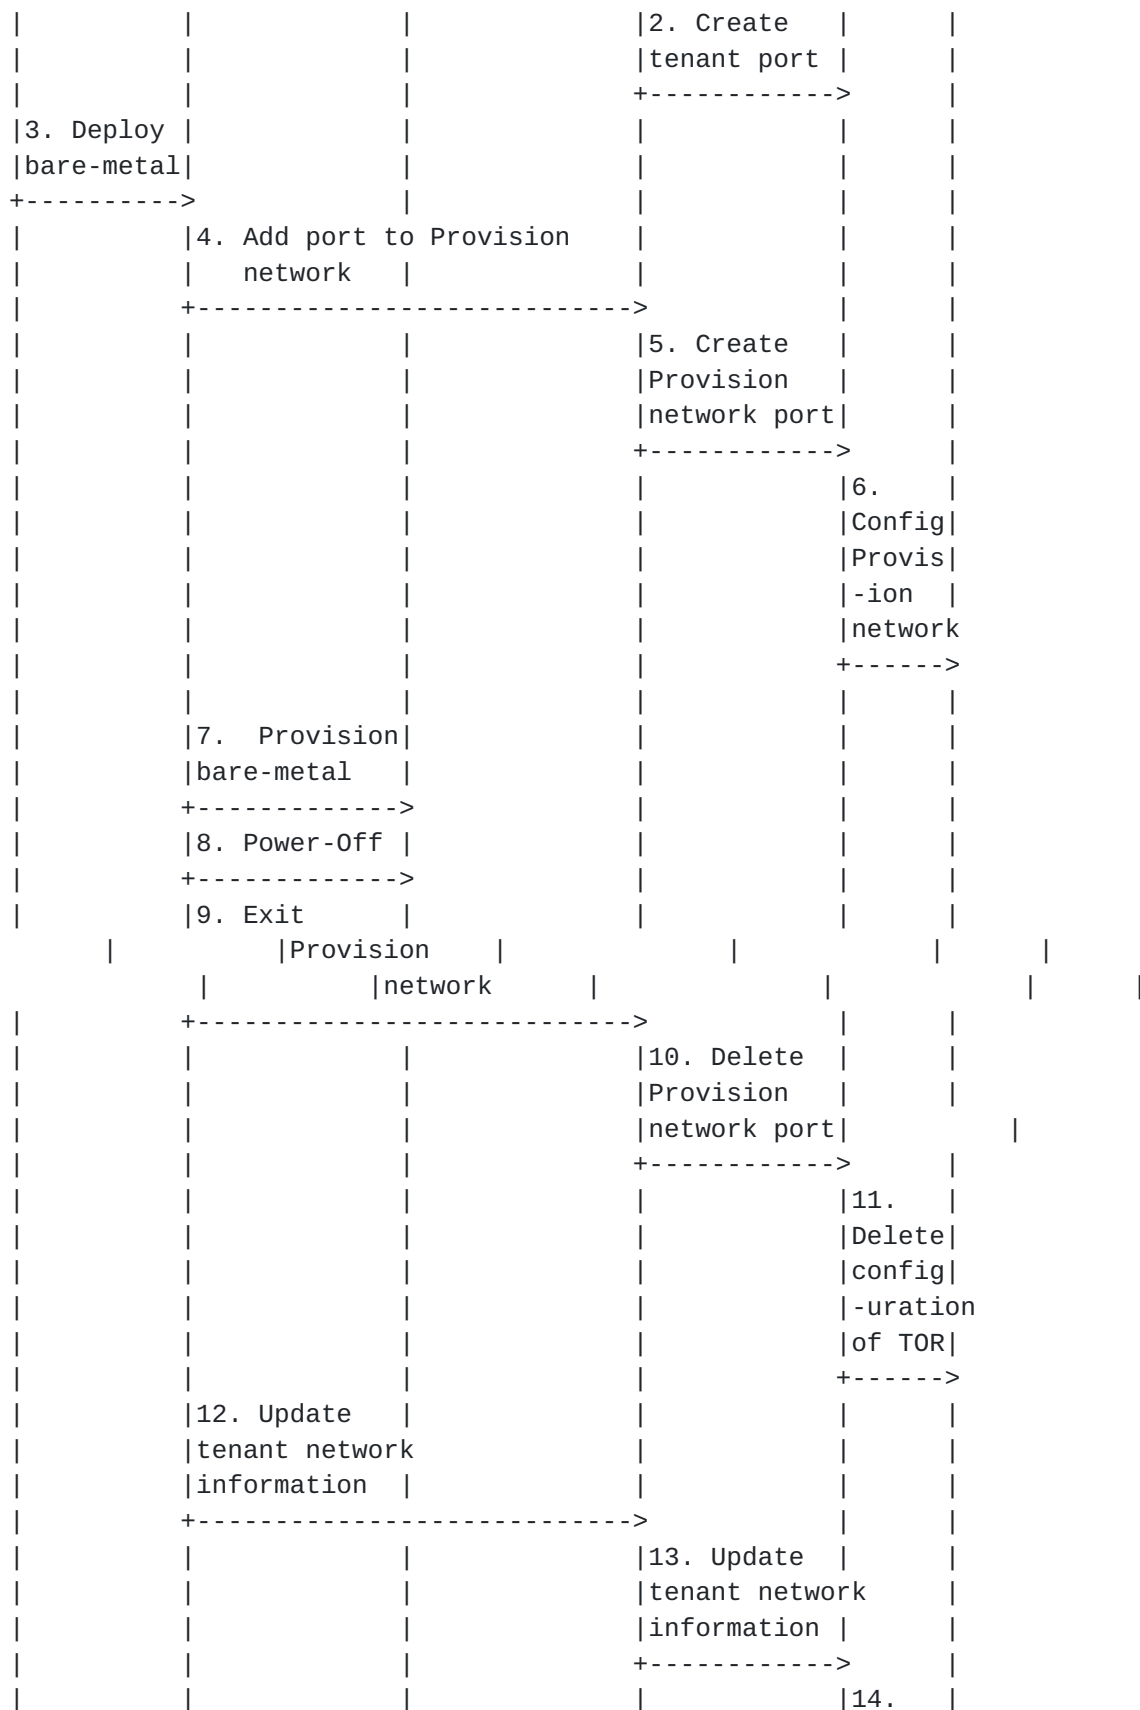 |          |             |              |2. Create   |      |
|          |             |              |tenant port |      |
|          |             |              +------------>      |
|3. Deploy |             |              |            |      |
|bare-metal|             |              |            |      |
+---------->             |              |            |      |
|          |4. Add port to Provision    |            |      |
|          |   network   |              |            |      |
|          +---------------------------->            |      |
|          |             |              |5. Create   |      |
|          |             |              |Provision   |      |
|          |             |              |network port|      |
|          |             |              +------------>      |
|          |             |              |            |6.    |
|          |             |              |            |Config|
|          |             |              |            |Provis|
|          |             |              |            |-ion  |
|          |             |              |            |network
|          |             |              |            +------>
|          |             |              |            |      |
|          |7.  Provision|              |            |      |
|          |bare-metal   |              |            |      |
|          +------------->              |            |      |
|          |8. Power-Off |              |            |      |
|          +------------->              |            |      |
|          |9. Exit      |              |            |      |
      |          |Provision    |              |            |      |
            |          |network      |              |            |      |
|          +---------------------------->            |      |
|          |             |              |10. Delete  |      |
|          |             |              |Provision   |      |
|          |             |              |network port|          |
|          |             |              +------------>      |
|          |             |              |            |11.   |
|          |             |              |            |Delete|
|          |             |              |            |config|
|          |             |              |            |-uration
|          |             |              |            |of TOR|
|          |             |              |            +------>
|          |12. Update   |              |            |      |
|          |tenant network              |            |      |
|          |information  |              |            |      |
|          +---------------------------->            |      |
|          |             |              |13. Update  |      |
|          |             |              |tenant network     |
|          |             |              |information |      |
|          |             |              +------------>      |
|          |             |              |            |14.   |